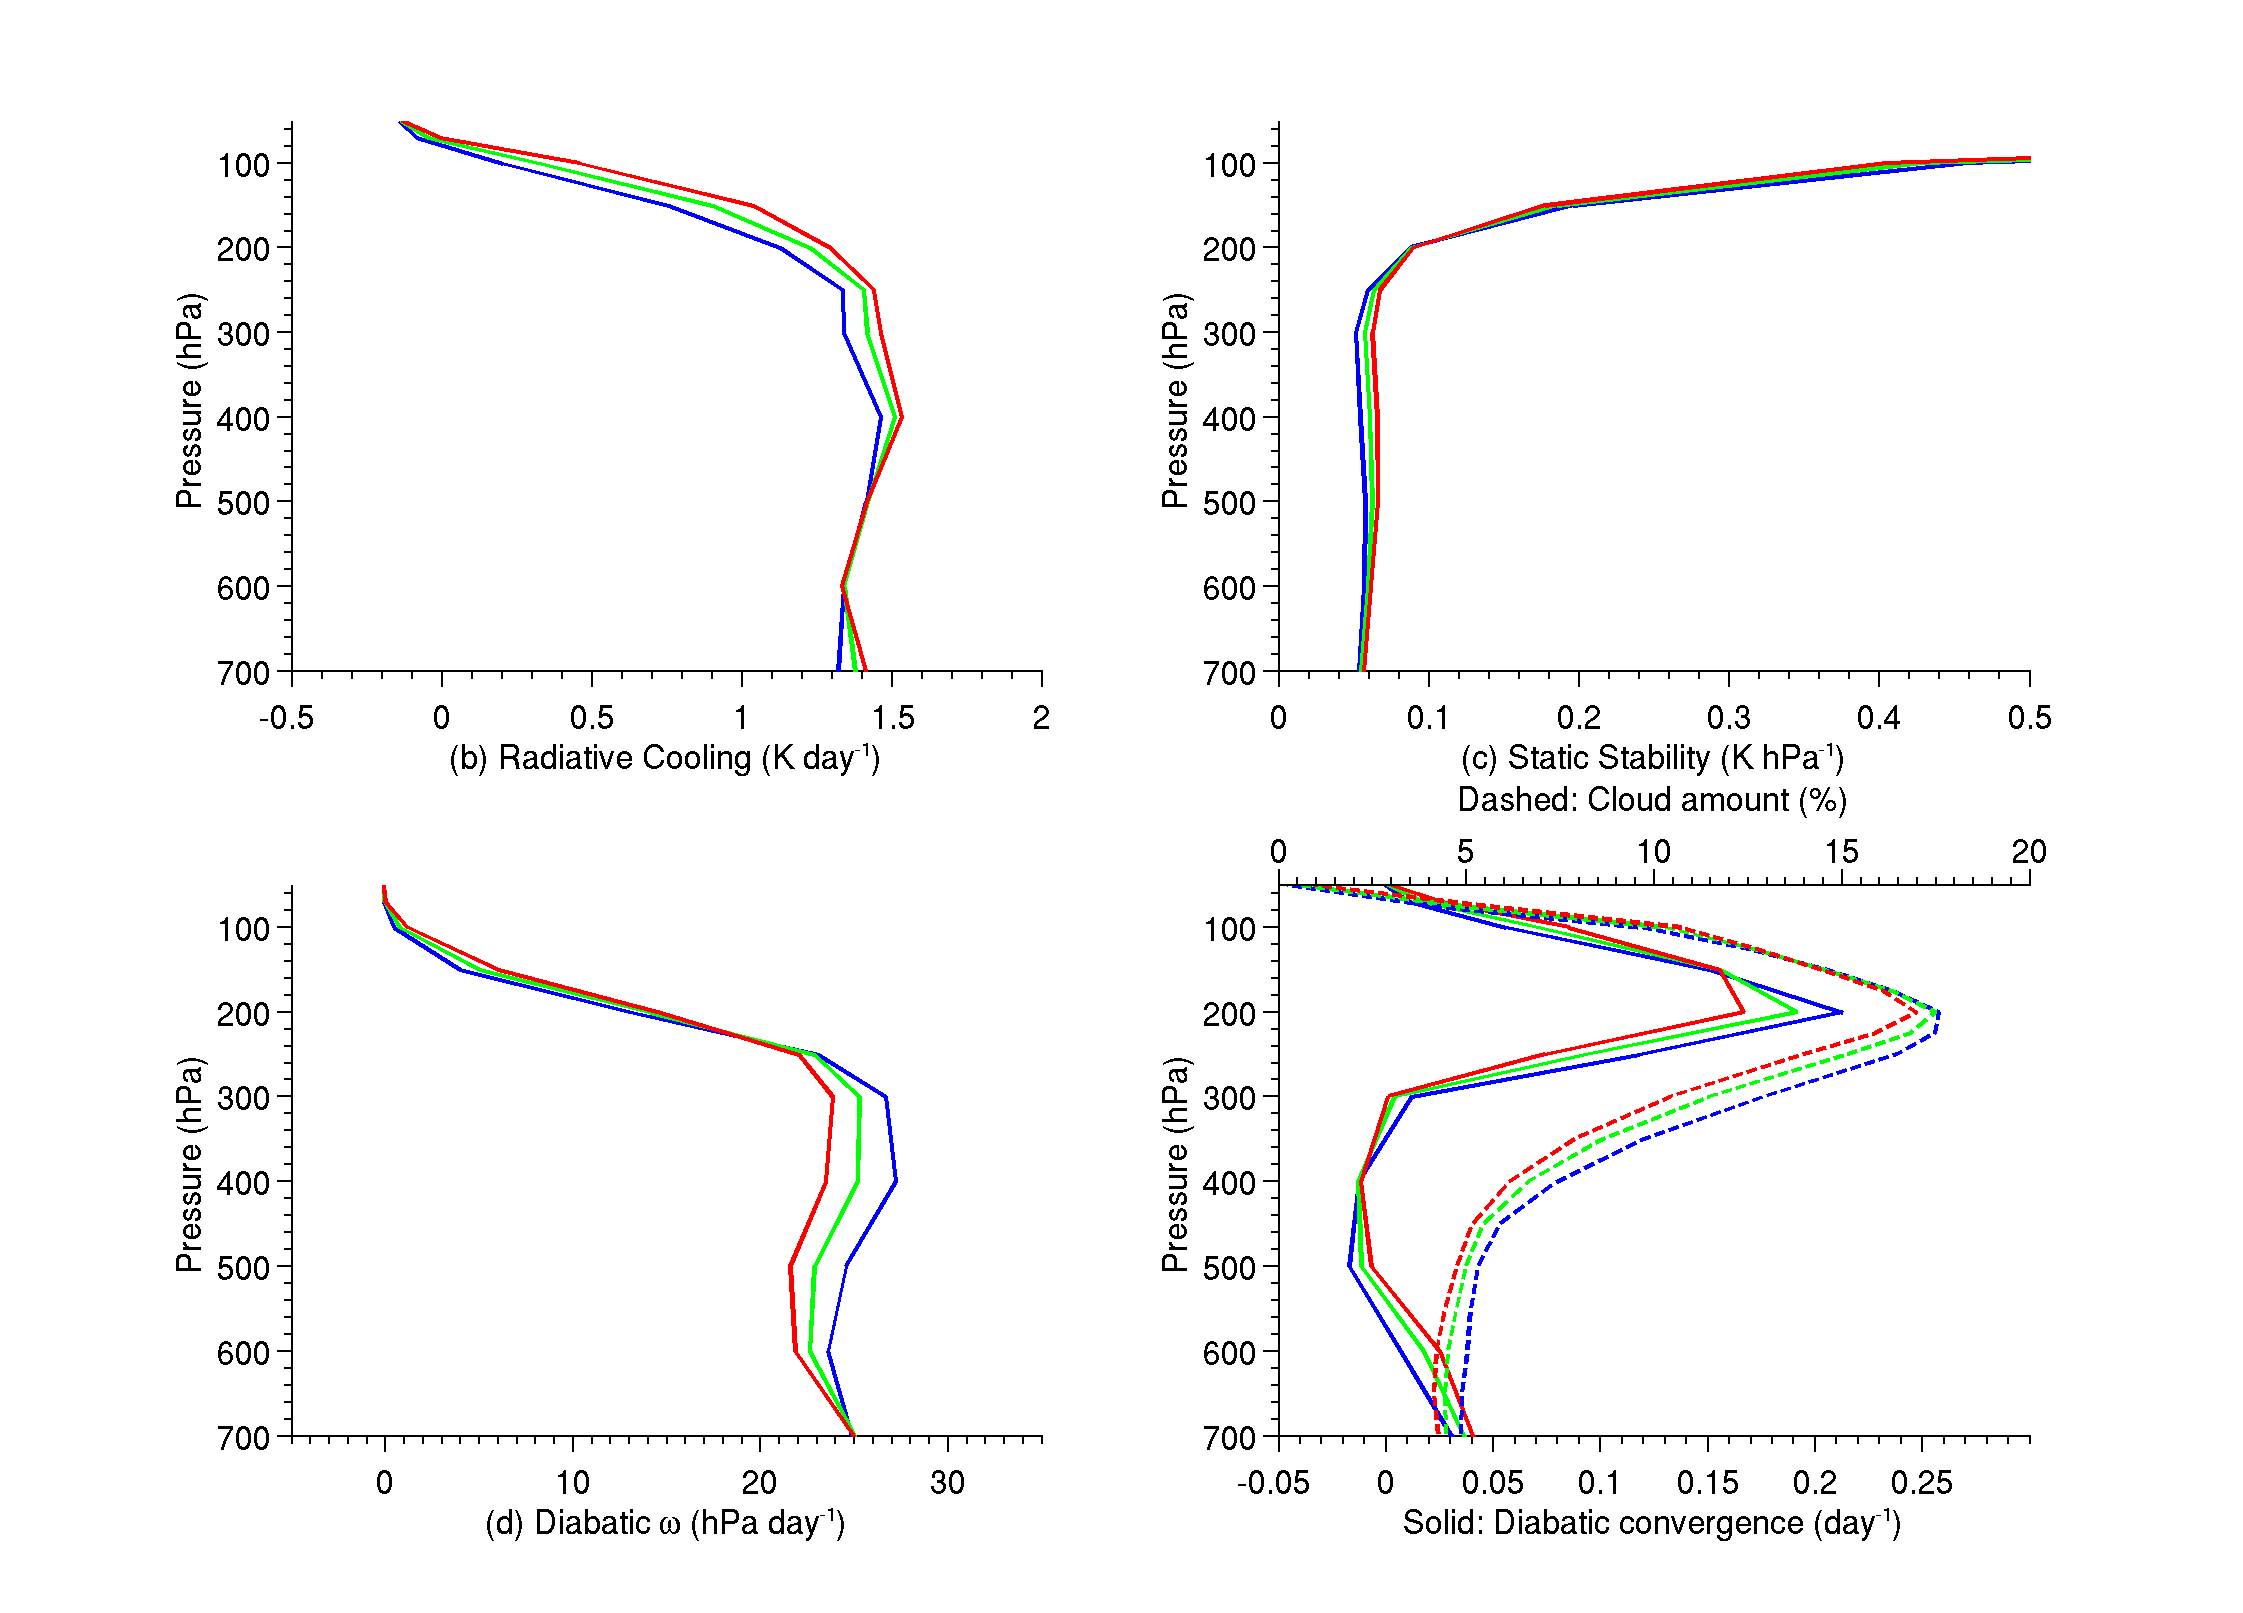 100
200
300
400
500
600
700
Pressure (hPa)
-0.5 0 0.5 1 1.5 2
(b) Radiative Cooling (K day⁻¹)
100
200
300
400
500
600
700
Pressure (hPa)
0 0.1 0.2 0.3 0.4 0.5
(c) Static Stability (K hPa⁻¹)
100
200
300
400
500
600
700
Pressure (hPa)
0 10 20 30
(d) Diabatic ω (hPa day⁻¹)
Dashed: Cloud amount (%)
0 5 10 15 20
100
200
300
400
500
600
700
Pressure (hPa)
-0.05 0 0.05 0.1 0.15 0.2 0.25
Solid: Diabatic convergence (day⁻¹)